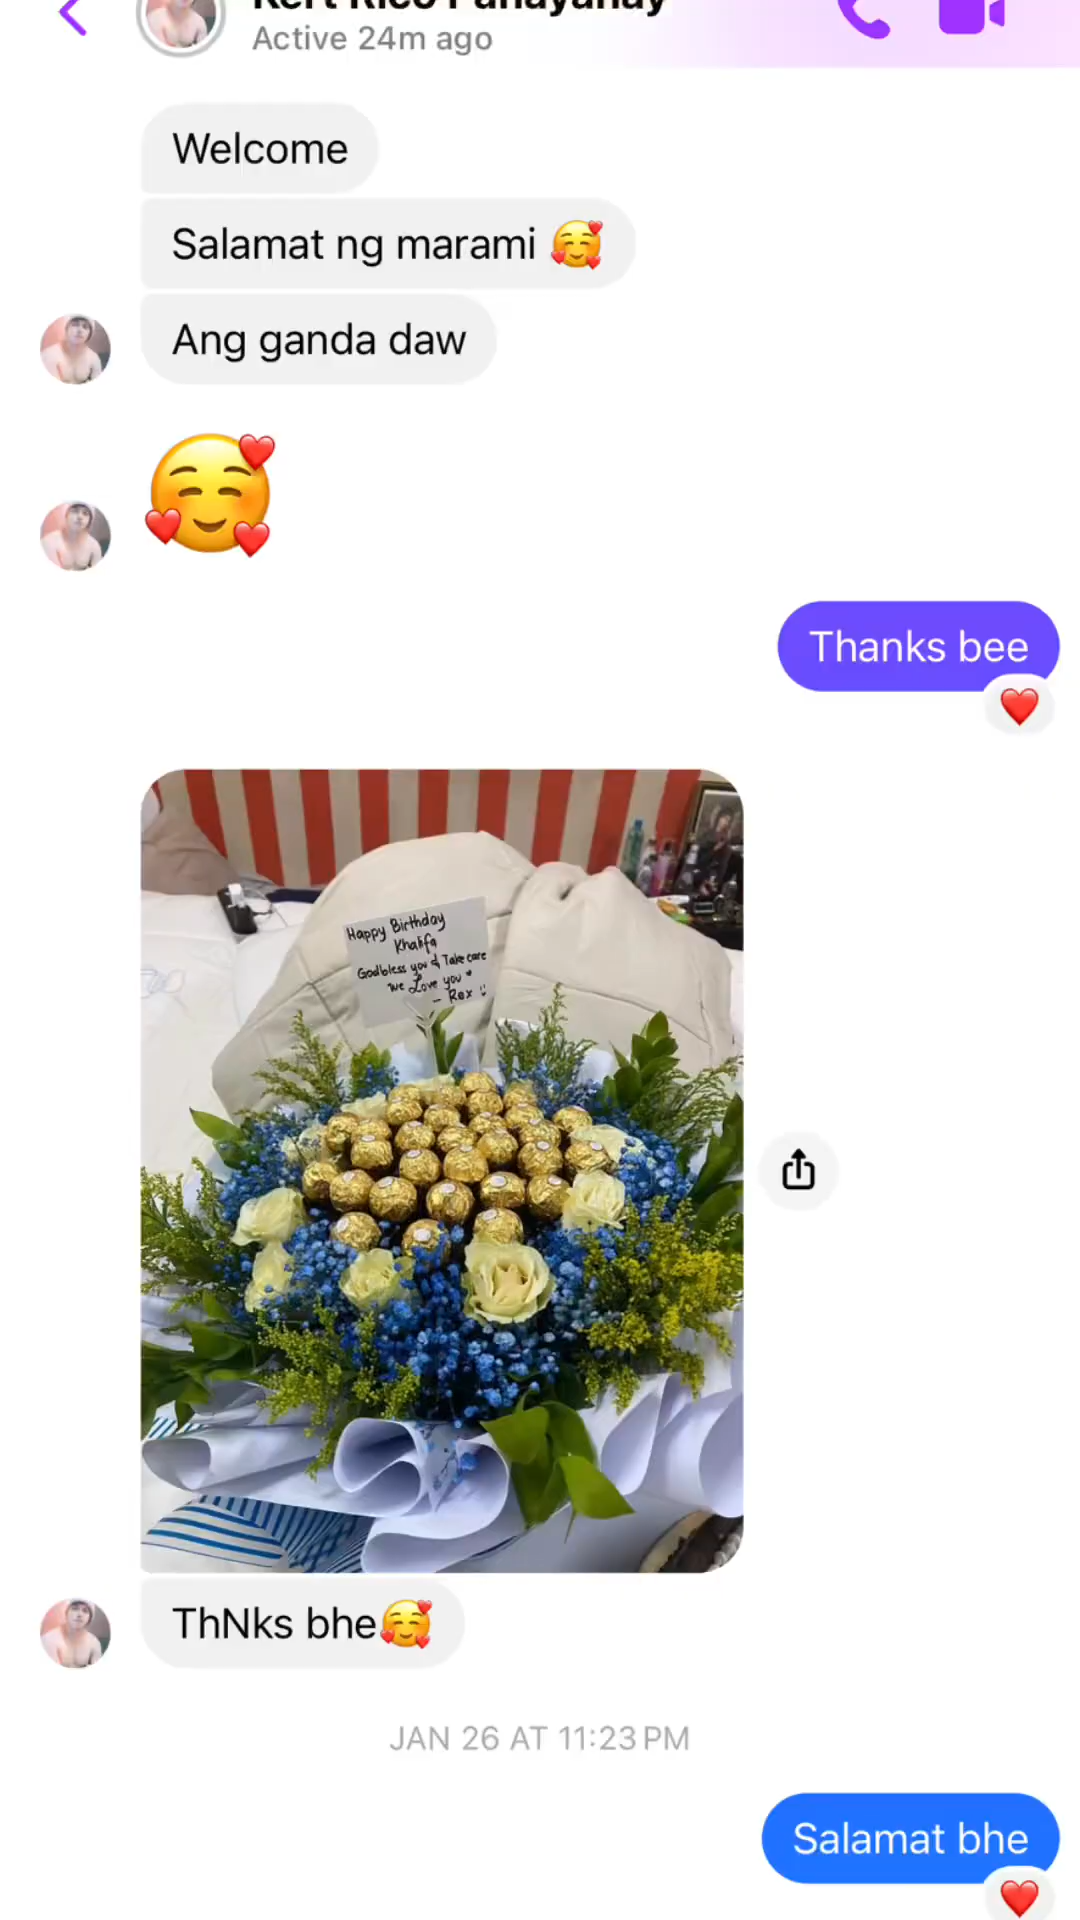 Active 24m ago
Welcome
Salamat ng marami 🥰
Ang ganda daw
🥰
Thanks bee
❤️
Happy Birthday
Khalifa
Godbless you & Take care
we Love you
- Rex
ThNks bhe🥰
JAN 26 AT 11:23 PM
Salamat bhe
❤️